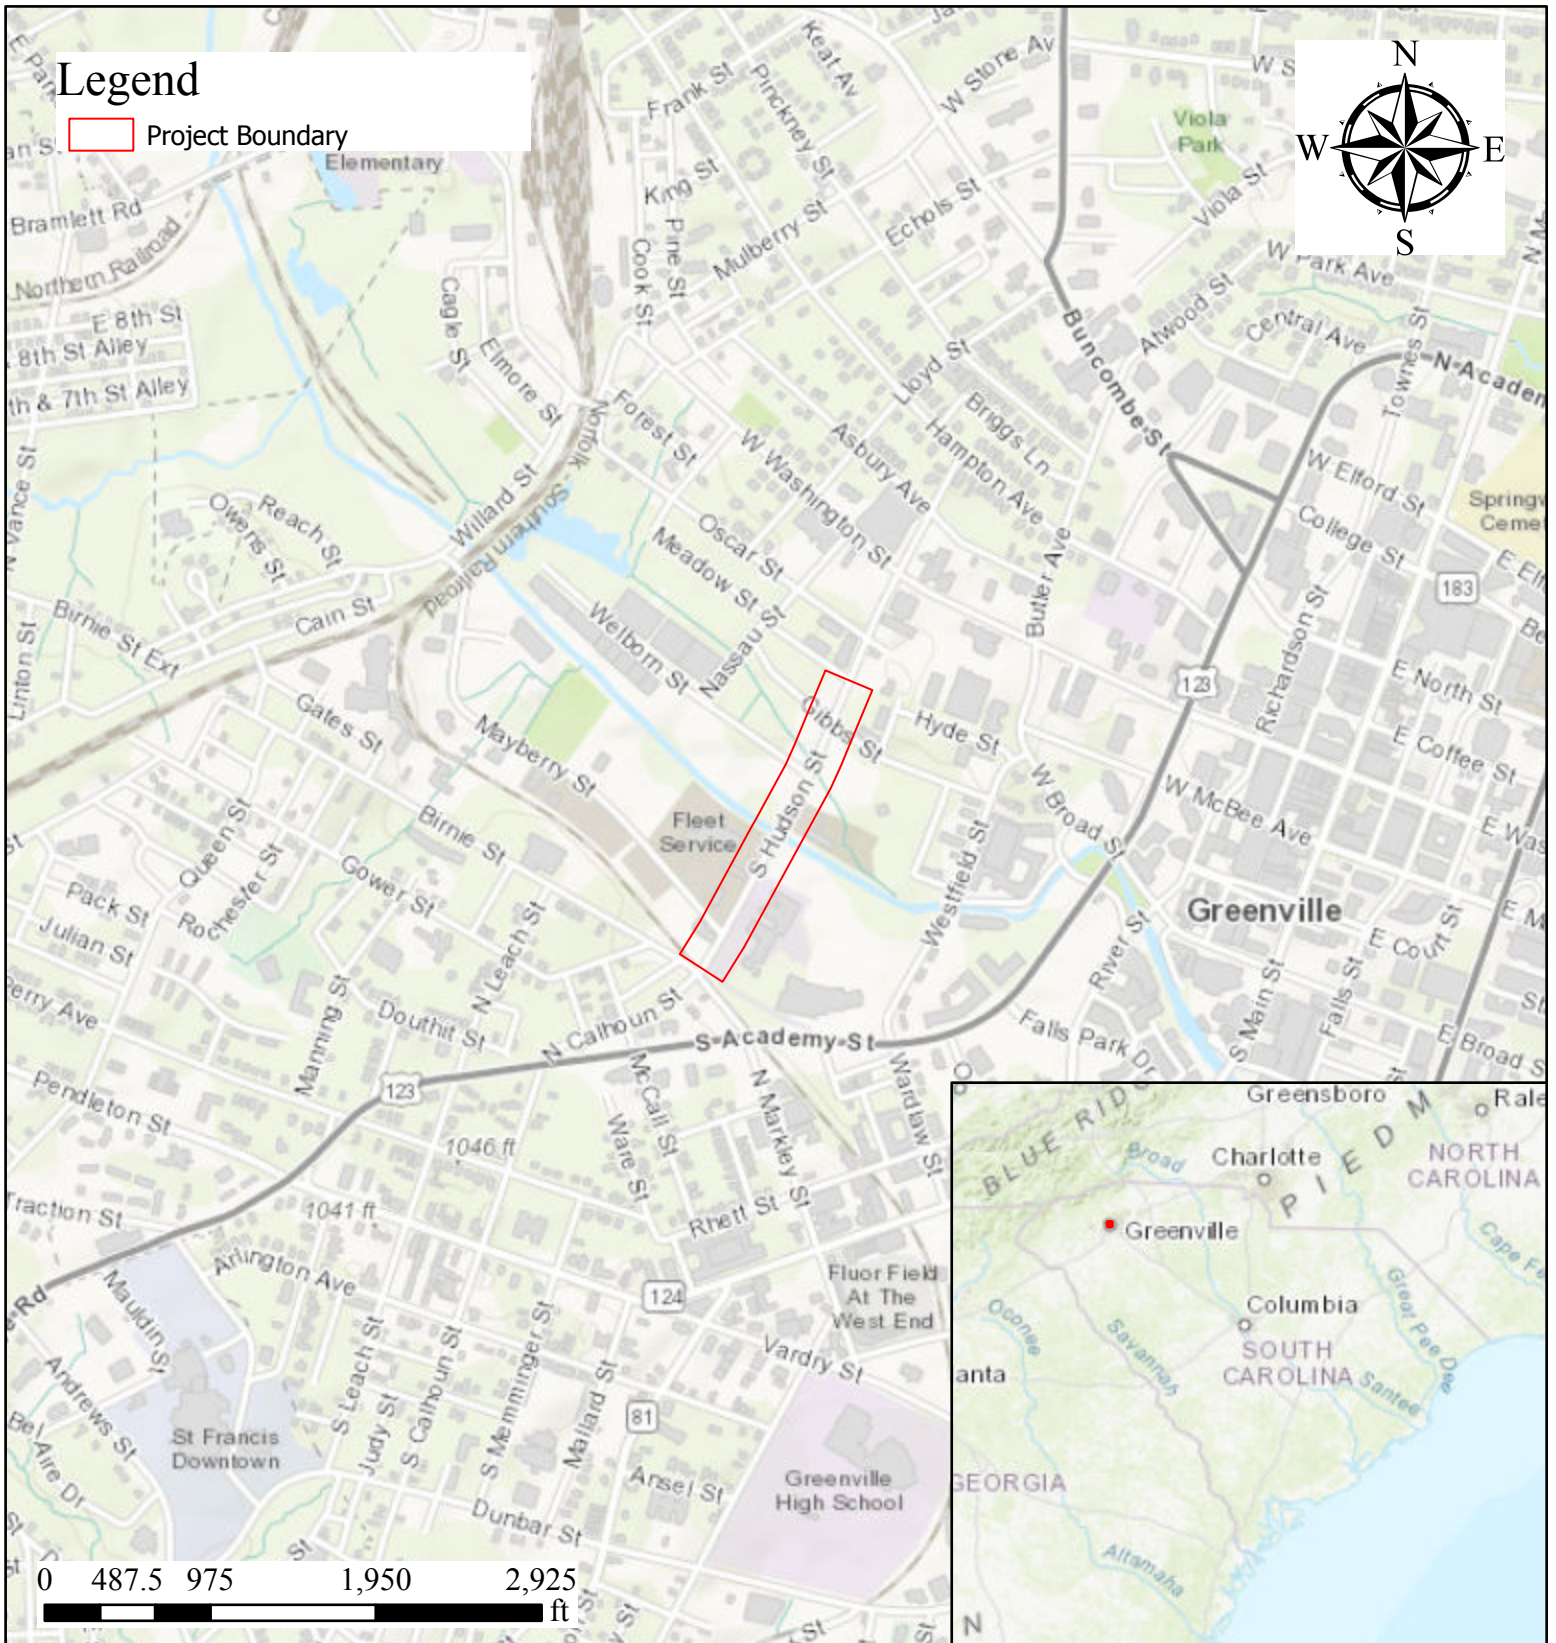 Legend
Project Boundary
N
W
E
S
Keat Av
W Stone Av
Frank St
Pinckney St
Viola
Park
Elementary
King St
Viola St
Bramlett Rd
Echols St
Pine St
Mulberry St
Cook St
W Park Ave
Northern Railroad
Cagle St
Atwood St
Central Ave
E 8th St
8th St Alley
Elmore St
Buncombe St
Townes St
Lloyd St
th & 7th St Alley
Norfolk - Southern Railroad
Forest St
Briggs Ln
Asbury Ave
Hampton Ave
W Washington St
W Elford St
N Vance St
Willard St
Springw
Cemet
Reach St
Owens St
Oscar St
College St
Meadow St
Butler Ave
183
Richardson St
Birnie St Ext
Cain St
Welborn St
Nassau St
Linton St
123
E North St
Gates St
Gibbs St
Hyde St
Mayberry St
E Coffee St
S Hudson St
W Broad St
W McBee Ave
Queen St
Birnie St
Fleet
Service
E Was
Rochester St
Gower St
Westfield St
Pack St
Greenville
Julian St
N Leach St
River St
E Court St
Perry Ave
Manning St
Douthit St
N Calhoun St
S Academy St
Falls Park Dr
S Main St
Falls St
E Broad S
123
McCall St
N Markley St
Wardlaw St
Pendleton St
1046 ft
Ware St
Traction St
1041 ft
Rhett St
Arlington Ave
Fluor Field
At The
West End
Mauldin St
124
Vardry St
Andrews St
S Leach St
Judy St
S Calhoun St
S Memminger St
Mallard St
81
St Francis
Downtown
Bel Aire Dr
Ansel St
Greenville
High School
Dunbar St
0 487.5 975 1,950 2,925
ft
Greensboro
Rale
BLUE RIDG
PIEDM
Broad
Charlotte
NORTH
CAROLINA
Greenville
Cape Fe
Columbia
Great Pee Dee
Oconee
Savannah
SOUTH
CAROLINA
Santee
anta
GEORGIA
Altamaha
N